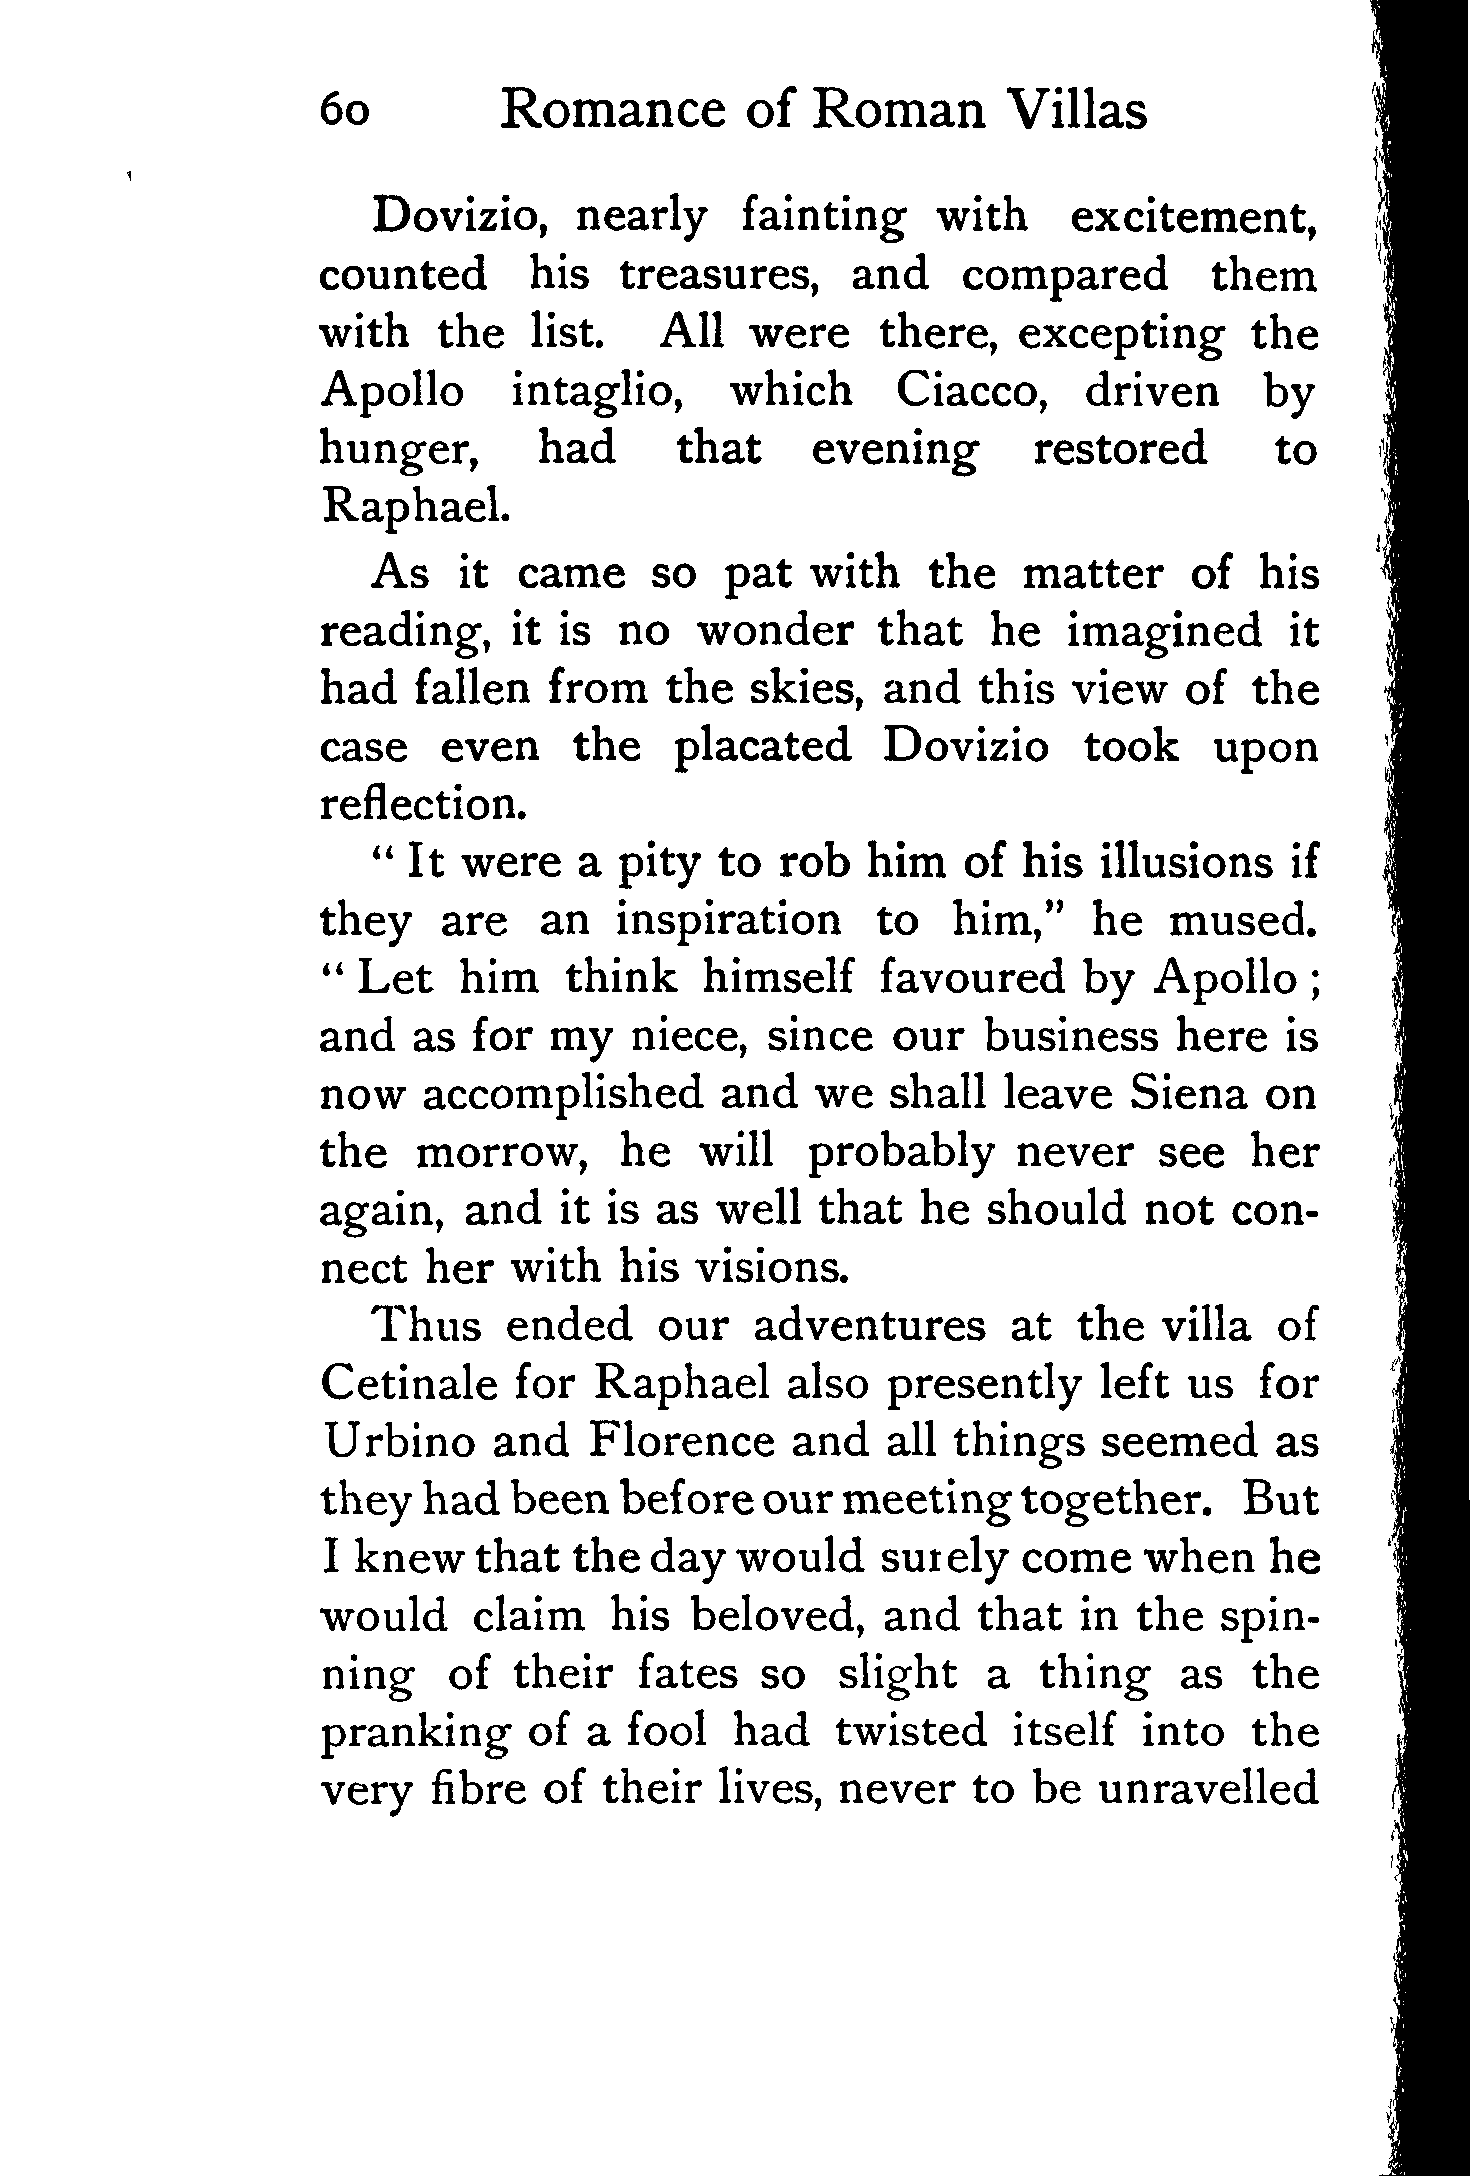 60 Romance of Roman Villas
Dovizio, nearly fainting with excitement,
counted his treasures, and compared them
with the list. All were there, excepting the
Apollo intaglio, which Ciacco, driven by
hunger, had that evening restored to
Raphael.
As it came so pat with the matter of his
reading, it is no wonder that he imagined it
had fallen from the skies, and this view of the
case even the placated Dovizio took upon
reflection.
“ It were a pity to rob him of his illusions if
they are an inspiration to him,” he mused.
“ Let him think himself favoured by Apollo ;
and as for my niece, since our business here is
now accomplished and we shall leave Siena on
the morrow, he will probably never see her
again, and it is as well that he should not con-
nect her with his visions.
Thus ended our adventures at the villa of
Cetinale for Raphael also presently left us for
Urbino and Florence and all things seemed as
they had been before our meeting together. But
I knew that the day would surely come when he
would claim his beloved, and that in the spin-
ning of their fates so slight a thing as the
pranking of a fool had twisted itself into the
very fibre of their lives, never to be unravelled